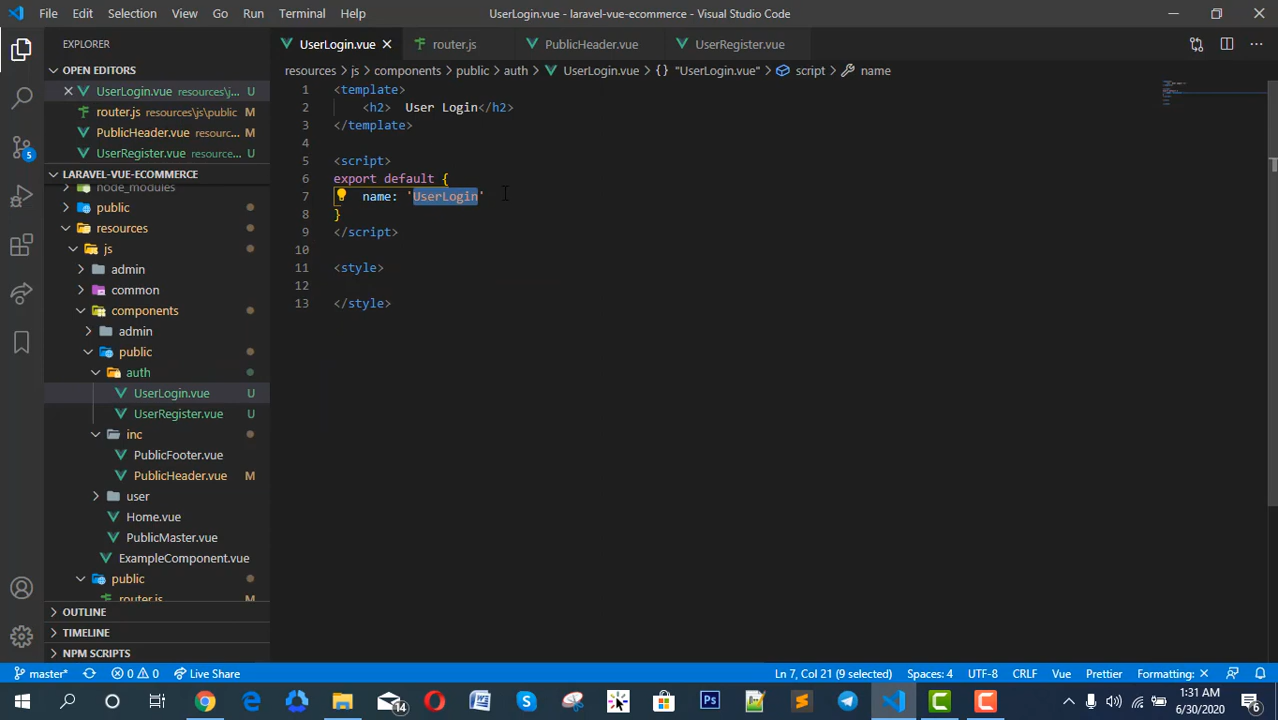 File Edit Selection View Go Run Terminal Help UserLogin.vue - laravel-vue-ecommerce - Visual Studio Code
EXPLORER
UserLogin.vue router.js PublicHeader.vue UserRegister.vue
OPEN EDITORS
UserLogin.vue resources\j...
router.js resources\js\public
PublicHeader.vue resourc...
UserRegister.vue resource...
LARAVEL-VUE-ECOMMERCE
node_modules
public
resources
js
admin
common
components
admin
public
auth
UserLogin.vue U
UserRegister.vue U
inc
PublicFooter.vue
PublicHeader.vue M
user
Home.vue
PublicMaster.vue
ExampleComponent.vue
public
router.js
OUTLINE
TIMELINE
NPM SCRIPTS
5
resources > js > components > public > auth > UserLogin.vue > {} "UserLogin.vue" > script > name
1 <template>
2 <h2> User Login</h2>
3 </template>
4
5 <script>
6 export default {
7 name: 'UserLogin'
8 }
9 </script>
10
11 <style>
12
13 </style>
master* 0 0 Live Share Ln 7, Col 21 (9 selected) Spaces: 4 UTF-8 CRLF Vue Prettier Formatting: ×
14 Ps 1:31 AM
6/30/2020 6